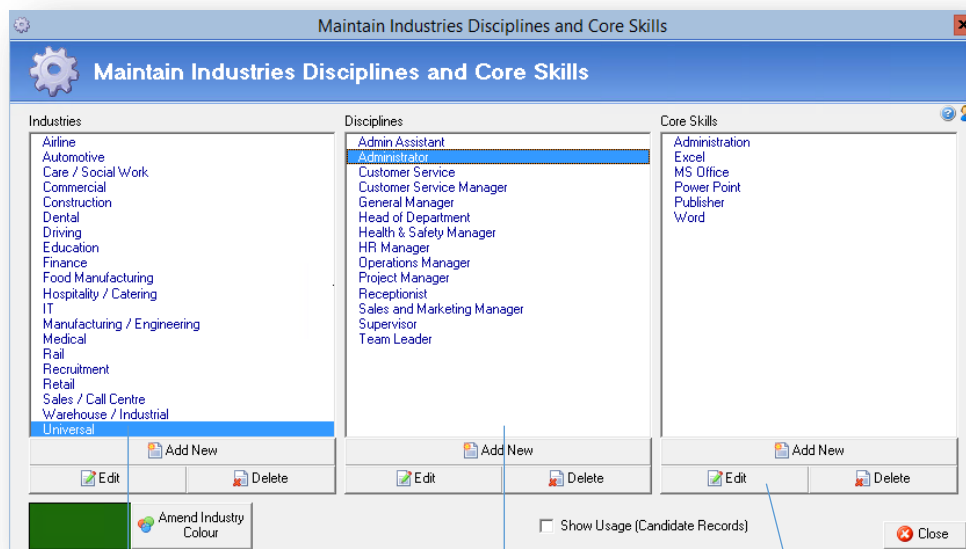 Maintain Industries Disciplines and Core Skills
Maintain Industries Disciplines and Core Skills
Industries
Airline
Automotive
Care / Social Work
Commercial
Construction
Dental
Driving
Education
Finance
Food Manufacturing
Hospitality / Catering
IT
Manufacturing / Engineering
Medical
Rail
Recruitment
Retail
Sales / Call Centre
Warehouse / Industrial
Universal
Add New
Edit
Delete
Disciplines
Admin Assistant
Administrator
Customer Service
Customer Service Manager
General Manager
Head of Department
Health & Safety Manager
HR Manager
Operations Manager
Project Manager
Receptionist
Sales and Marketing Manager
Supervisor
Team Leader
Add New
Edit
Delete
Core Skills
Administration
Excel
MS Office
Power Point
Publisher
Word
Add New
Edit
Delete
Amend Industry
Colour
Show Usage (Candidate Records)
Close